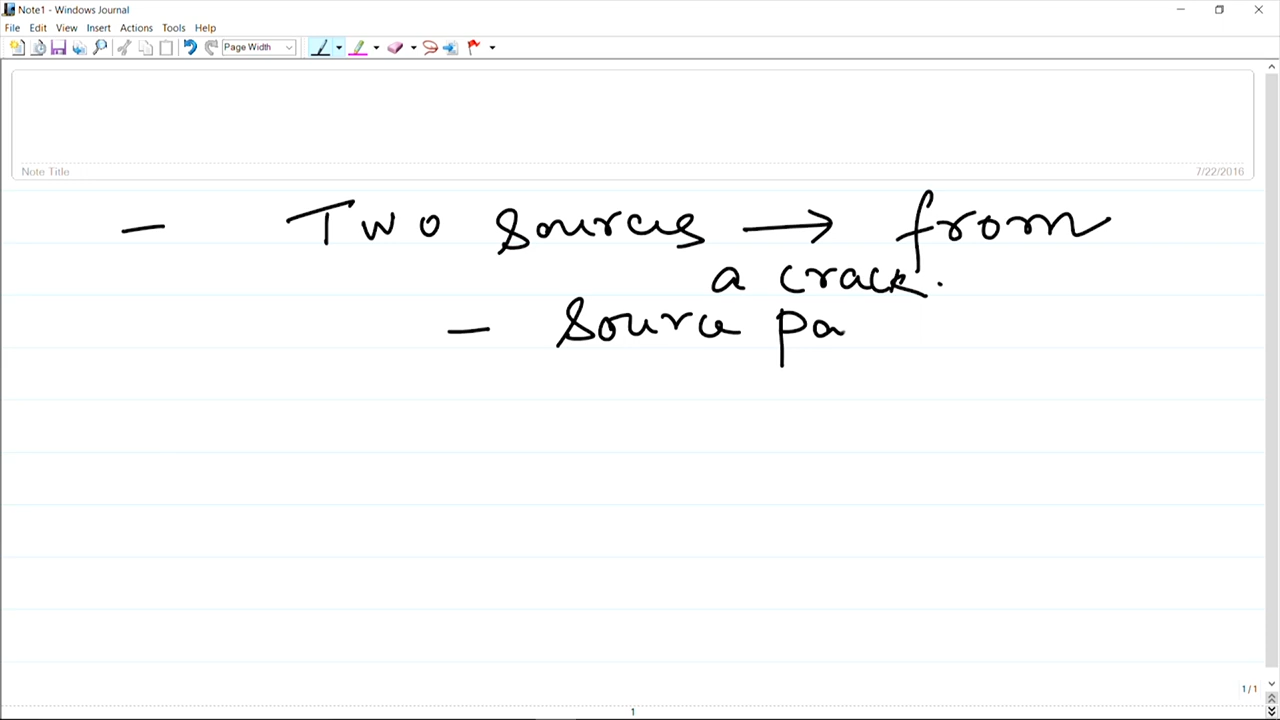 Note1 - Windows Journal
File Edit View Insert Actions Tools Help
Page Width
Note Title 7/22/2016
— Two sources → from
a crack.
— Source pa
1 / 1
1